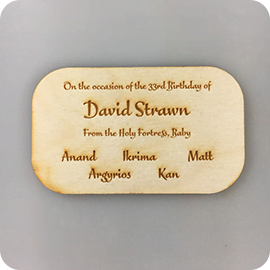 On the occasion of the 33rd Birthday of
David Strawn
From the Holy Fortress, Baby
Anand Ikrima Matt
Argyrios Kan